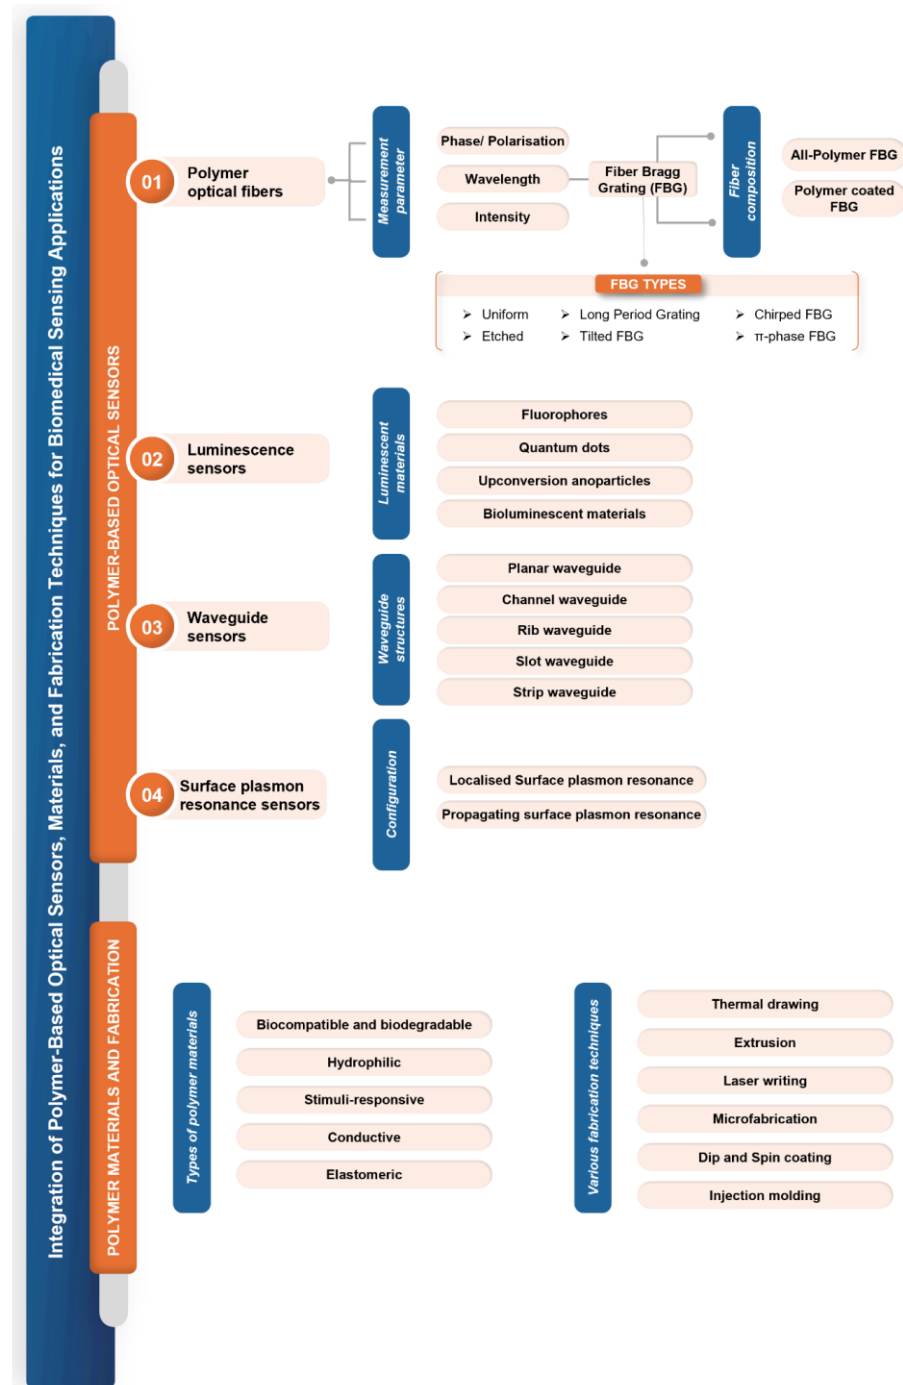 Integration of Polymer-Based Optical Sensors, Materials, and Fabrication Techniques for Biomedical Sensing Applications
POLYMER-BASED OPTICAL SENSORS
01
Polymer
optical fibers
Measurement
parameter
Phase/ Polarisation
Wavelength
Intensity
Fiber Bragg
Grating (FBG)
Fiber
composition
All-Polymer FBG
Polymer coated
FBG
FBG TYPES
➢ Uniform
➢ Long Period Grating
➢ Chirped FBG
➢ Etched
➢ Tilted FBG
➢ π-phase FBG
02
Luminescence
sensors
Luminescent
materials
Fluorophores
Quantum dots
Upconversion anoparticles
Bioluminescent materials
03
Waveguide
sensors
Waveguide
structures
Planar waveguide
Channel waveguide
Rib waveguide
Slot waveguide
Strip waveguide
04
Surface plasmon
resonance sensors
Configuration
Localised Surface plasmon resonance
Propagating surface plasmon resonance
POLYMER MATERIALS AND FABRICATION
Types of polymer materials
Biocompatible and biodegradable
Hydrophilic
Stimuli-responsive
Conductive
Elastomeric
Various fabrication techniques
Thermal drawing
Extrusion
Laser writing
Microfabrication
Dip and Spin coating
Injection molding